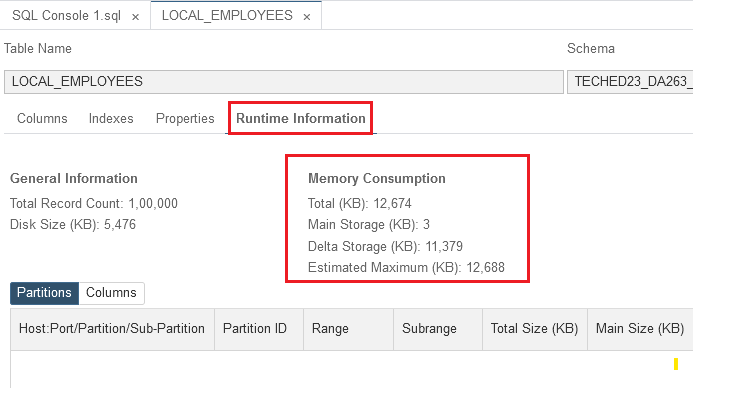 SQL Console 1.sql × LOCAL_EMPLOYEES ×
Table Name Schema
LOCAL_EMPLOYEES TECHED23_DA263_
Columns Indexes Properties Runtime Information
General Information Memory Consumption
Total Record Count: 1,00,000 Total (KB): 12,674
Disk Size (KB): 5,476 Main Storage (KB): 3
Delta Storage (KB): 11,379
Estimated Maximum (KB): 12,688
Partitions Columns
Host:Port/Partition/Sub-Partition Partition ID Range Subrange Total Size (KB) Main Size (KB)